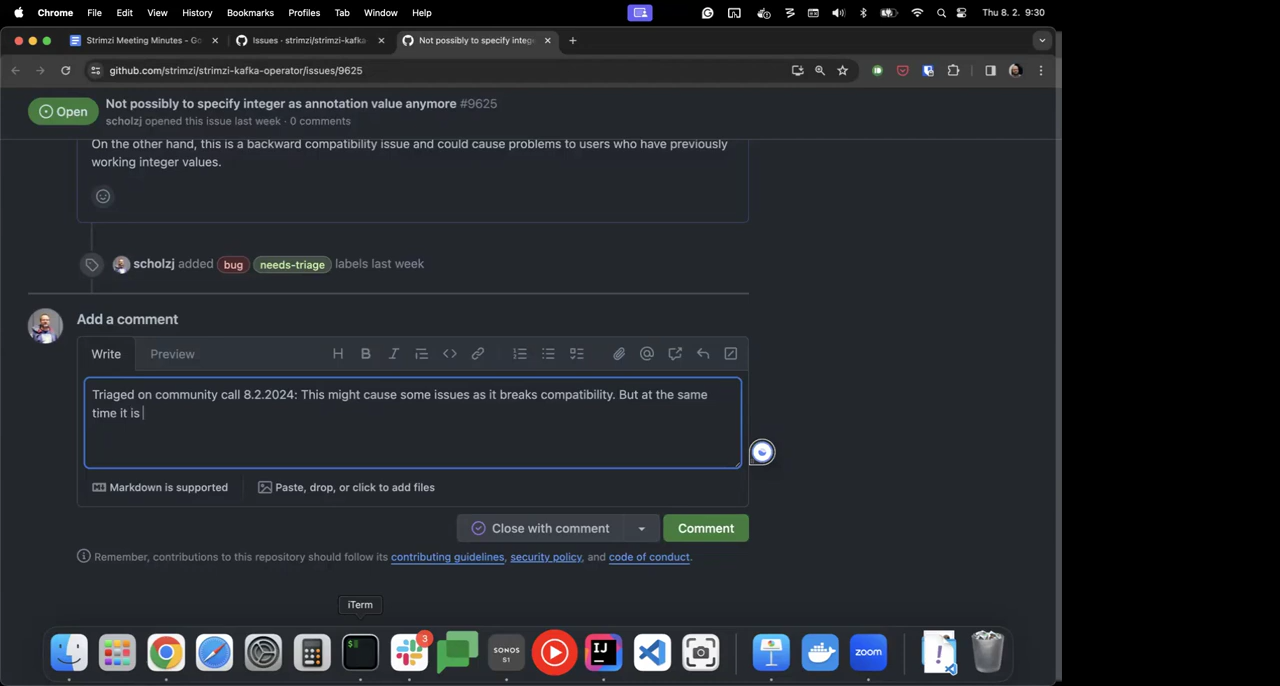 Chrome File Edit View History Bookmarks Profiles Tab Window Help Thu 8. 2. 9:30
Strimzi Meeting Minutes - Go Issues · strimzi/strimzi-kafka- Not possibly to specify intege
github.com/strimzi/strimzi-kafka-operator/issues/9625
Open
Not possibly to specify integer as annotation value anymore #9625
scholzj opened this issue last week · 0 comments
On the other hand, this is a backward compatibility issue and could cause problems to users who have previously
working integer values.
scholzj added bug needs-triage labels last week
Add a comment
Write Preview
Triaged on community call 8.2.2024: This might cause some issues as it breaks compatibility. But at the same
time it is
Markdown is supported Paste, drop, or click to add files
Close with comment Comment
Remember, contributions to this repository should follow its contributing guidelines, security policy, and code of conduct.
iTerm
3
SONOS
S1
IJ
zoom